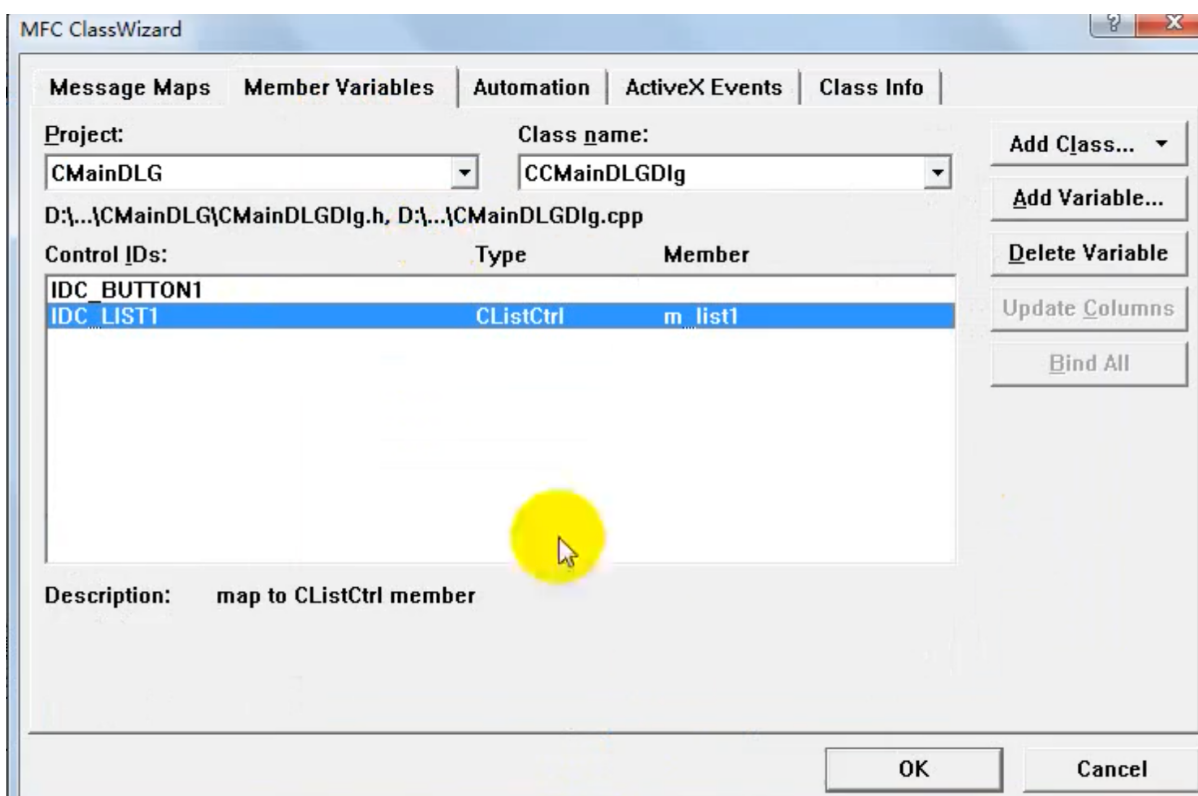 MFC ClassWizard
Message Maps Member Variables Automation ActiveX Events Class Info
Project: Class name:
CMainDLG CCMainDLGDlg
Add Class...
D:\...\CMainDLG\CMainDLGDlg.h, D:\...\CMainDLGDlg.cpp
Add Variable...
Control IDs: Type Member
Delete Variable
IDC_BUTTON1
IDC_LIST1 CListCtrl m_list1
Update Columns
Bind All
Description: map to CListCtrl member
OK Cancel